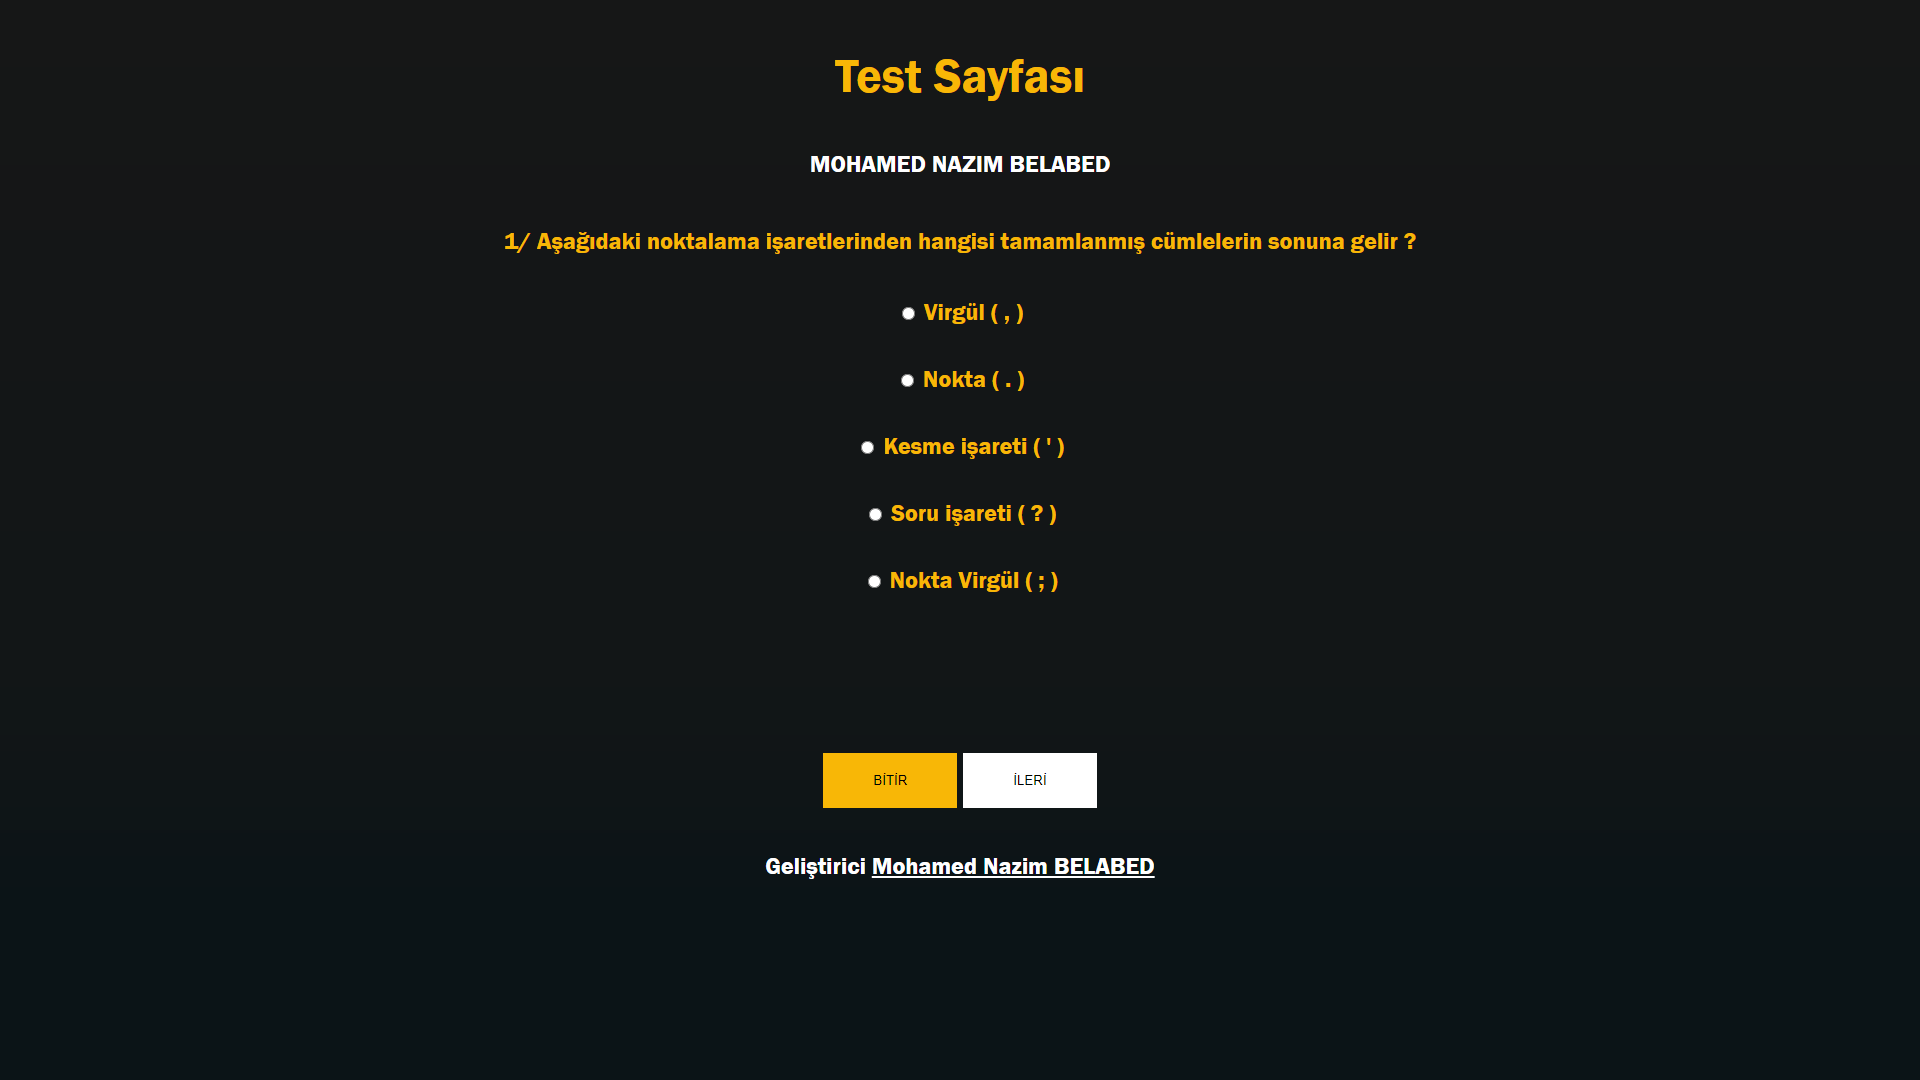 Test Sayfası
MOHAMED NAZIM BELABED
1/ Aşağıdaki noktalama işaretlerinden hangisi tamamlanmış cümlelerin sonuna gelir ?
Virgül ( , )
Nokta ( . )
Kesme işareti ( ' )
Soru işareti ( ? )
Nokta Virgül ( ; )
BİTİR İLERİ
Geliştirici Mohamed Nazim BELABED